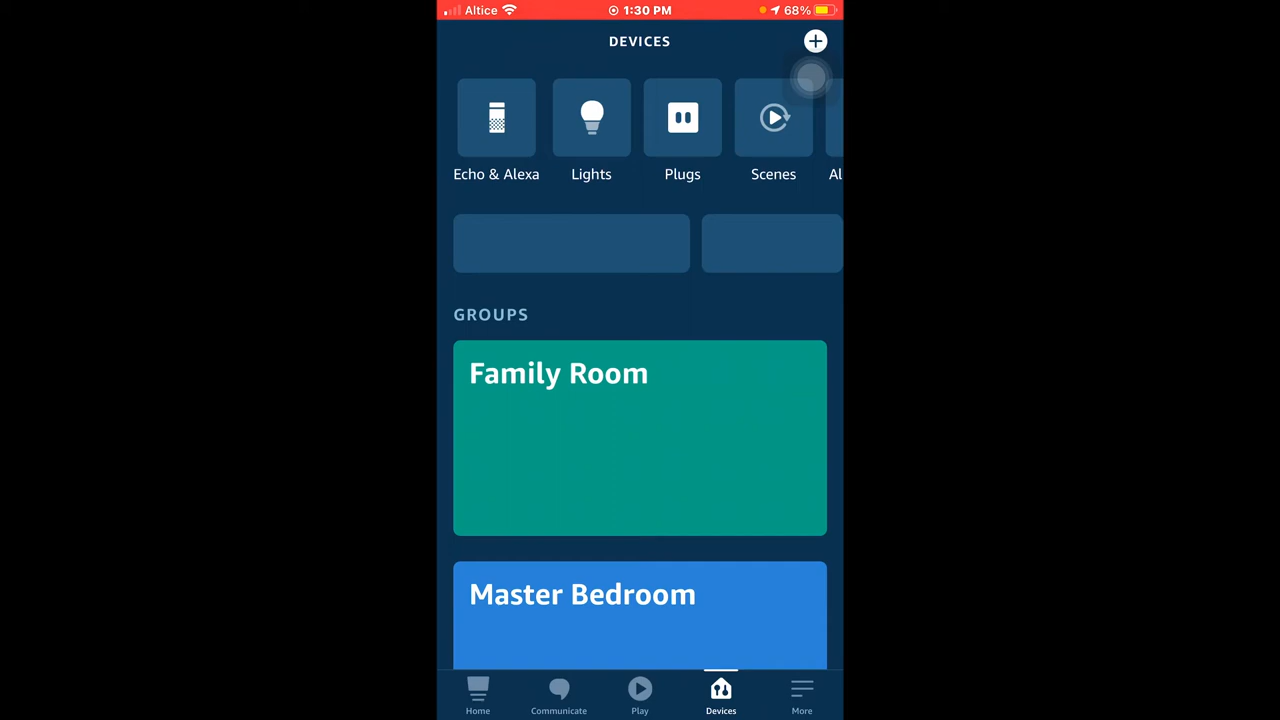 Altice 1:30 PM 68%
DEVICES
Echo & Alexa Lights Plugs Scenes Al
GROUPS
Family Room
Master Bedroom
Home Communicate Play Devices More